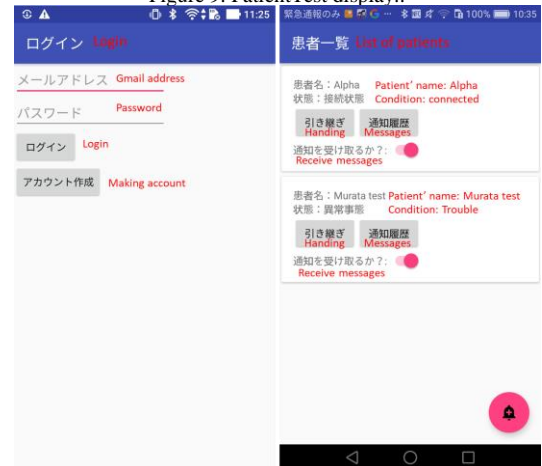 Figure 9. PatientTest display..
11:25
ログイン Login
メールアドレス Gmail address
パスワード Password
ログイン Login
アカウント作成 Making account
緊急通報のみ 100% 10:35
患者一覧 List of patients
患者名：Alpha Patient' name: Alpha
状態：接続状態 Condition: connected
引き継ぎ 通知履歴
Handing Messages
通知を受け取るか？:
Receive messages
患者名：Murata test Patient' name: Murata test
状態：異常事態 Condition: Trouble
引き継ぎ 通知履歴
Handing Messages
通知を受け取るか？:
Receive messages